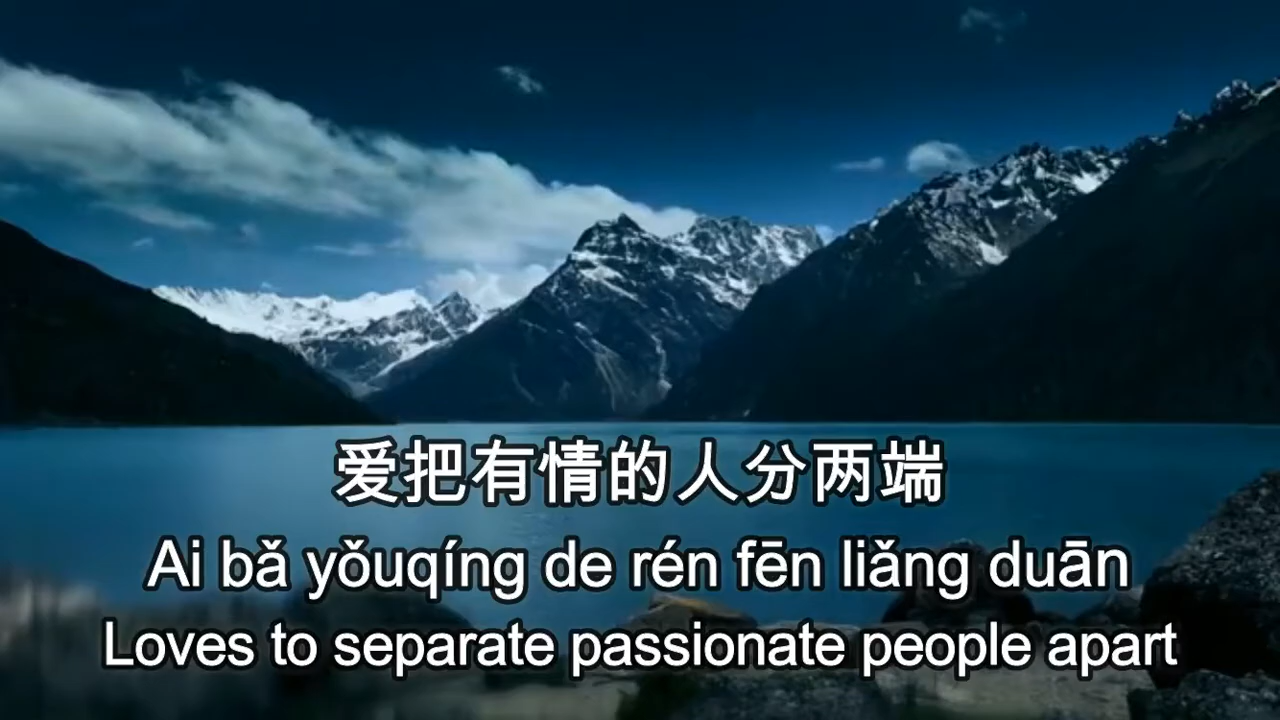 爱把有情的人分两端
Ai bǎ yǒuqíng de rén fēn liǎng duān
Loves to separate passionate people apart